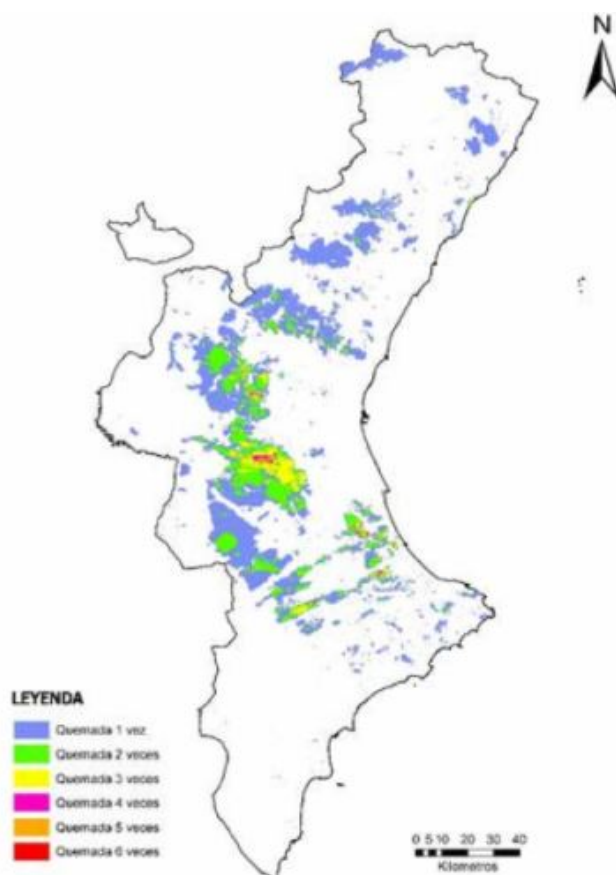 N
LEYENDA
Quemada 1 vez
Quemada 2 veces
Quemada 3 veces
Quemada 4 veces
Quemada 5 veces
Quemada 6 veces
0 5 10 20 30 40
Kilometros